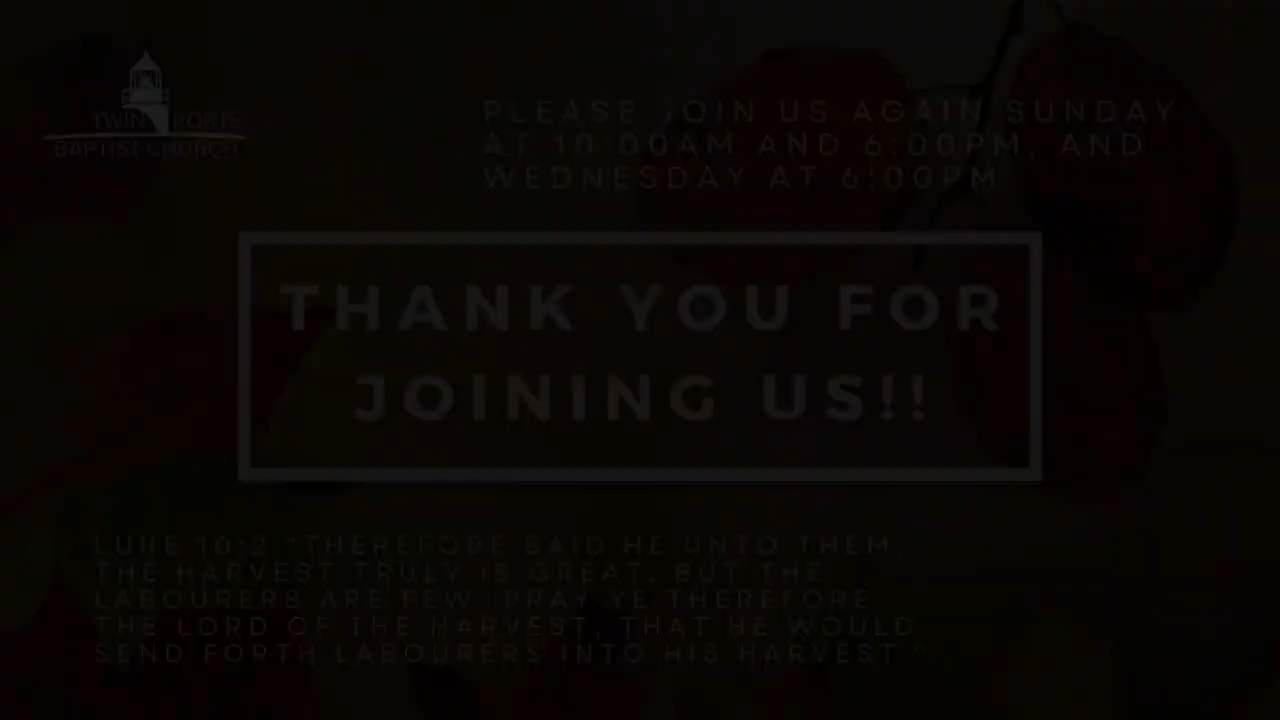 TWIN PORTS
BAPTIST CHURCH
PLEASE JOIN US AGAIN SUNDAY
AT 10:00AM AND 6:00PM, AND
WEDNESDAY AT 6:00PM
THANK YOU FOR
JOINING US!!
LUKE 10:2 "THEREFORE SAID HE UNTO THEM,
THE HARVEST TRULY IS GREAT, BUT THE
LABOURERS ARE FEW: PRAY YE THEREFORE
THE LORD OF THE HARVEST, THAT HE WOULD
SEND FORTH LABOURERS INTO HIS HARVEST."